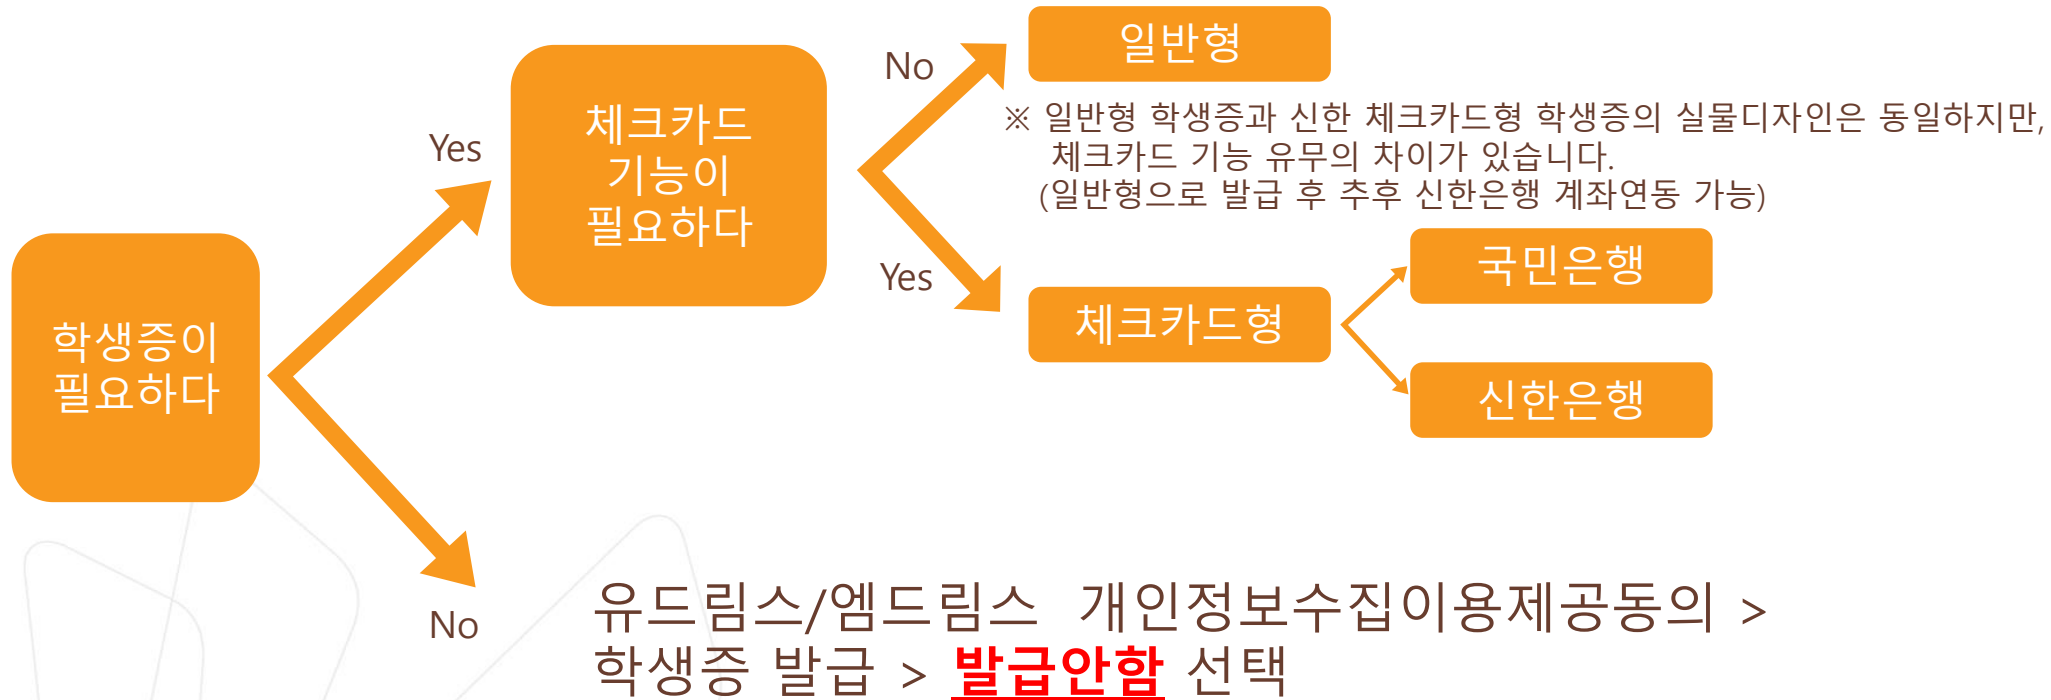 학생증이
필요하다
Yes
No
체크카드
기능이
필요하다
No
Yes
일반형
※ 일반형 학생증과 신한 체크카드형 학생증의 실물디자인은 동일하지만,
체크카드 기능 유무의 차이가 있습니다.
(일반형으로 발급 후 추후 신한은행 계좌연동 가능)
체크카드형
국민은행
신한은행
유드림스/엠드림스 개인정보수집이용제공동의 >
학생증 발급 > 발급안함 선택